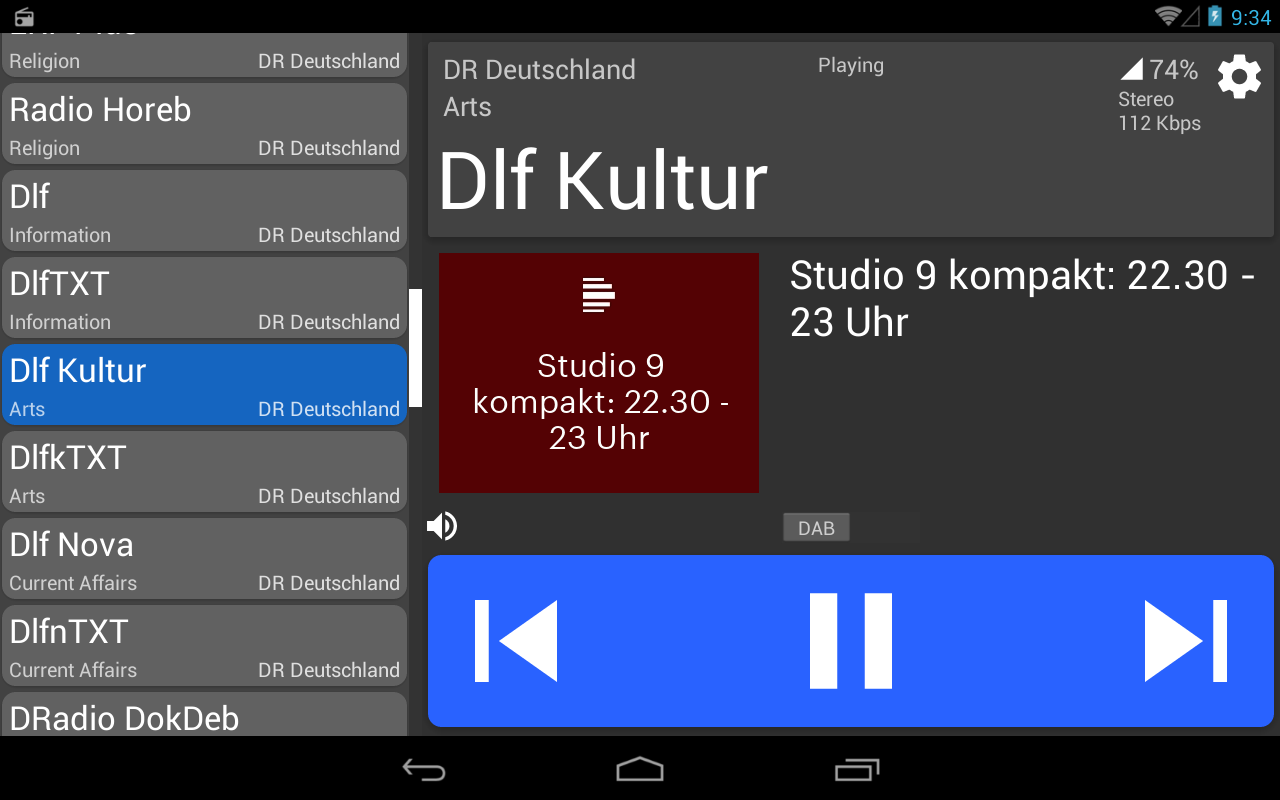 9:34
Religion DR Deutschland
Radio Horeb
Religion DR Deutschland
Dlf
Information DR Deutschland
DlfTXT
Information DR Deutschland
Dlf Kultur
Arts DR Deutschland
DlfkTXT
Arts DR Deutschland
Dlf Nova
Current Affairs DR Deutschland
DlfnTXT
Current Affairs DR Deutschland
DRadio DokDeb
DR Deutschland
Playing
74%
Arts
Stereo
112 Kbps
Dlf Kultur
Studio 9
kompakt: 22.30 -
23 Uhr
Studio 9 kompakt: 22.30 -
23 Uhr
DAB